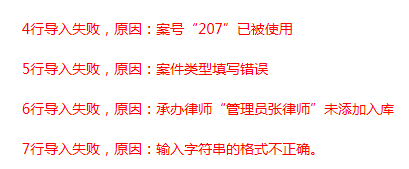 4行导入失败，原因：案号“207”已被使用
5行导入失败，原因：案件类型填写错误
6行导入失败，原因：承办律师“管理员张律师”未添加入库
7行导入失败，原因：输入字符串的格式不正确。